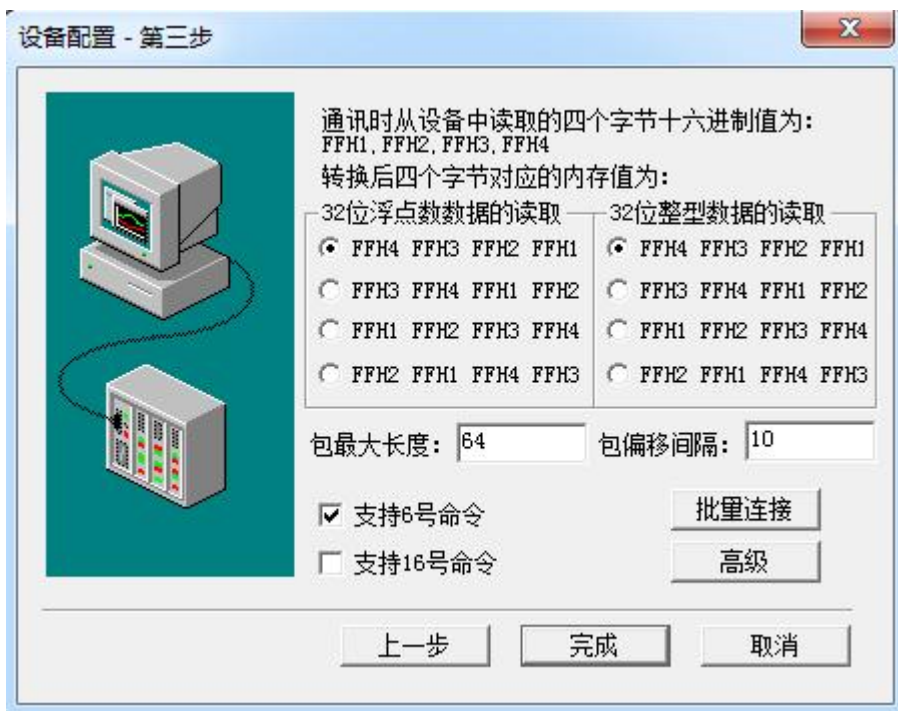 设备配置 - 第三步
通讯时从设备中读取的四个字节十六进制值为：
FFH1,FFH2,FFH3,FFH4
转换后四个字节对应的内存值为：
32位浮点数数据的读取 32位整型数据的读取
FFH4 FFH3 FFH2 FFH1 FFH4 FFH3 FFH2 FFH1
FFH3 FFH4 FFH1 FFH2 FFH3 FFH4 FFH1 FFH2
FFH1 FFH2 FFH3 FFH4 FFH1 FFH2 FFH3 FFH4
FFH2 FFH1 FFH4 FFH3 FFH2 FFH1 FFH4 FFH3
包最大长度： 64 包偏移间隔： 10
支持6号命令 批量连接
支持16号命令 高级
上一步 完成 取消